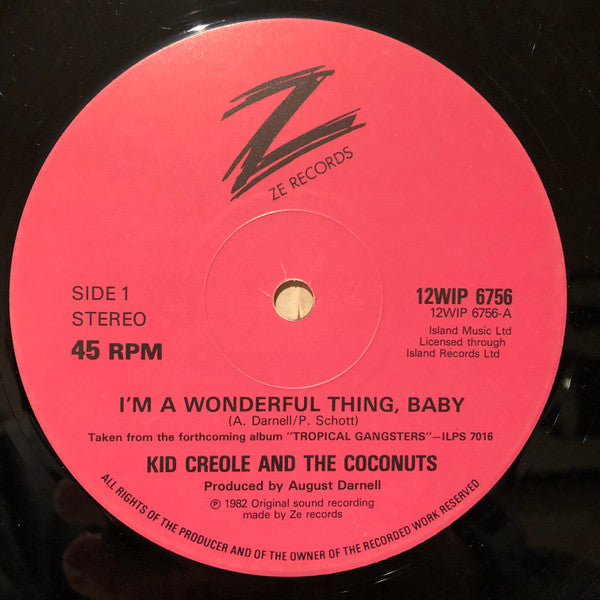 Z
ZE RECORDS
SIDE 1
STEREO
45 RPM
12WIP 6756
12WIP 6756-A
Island Music Ltd
Licensed through
Island Records Ltd
I'M A WONDERFUL THING, BABY
(A. Darnell/P. Schott)
Taken from the forthcoming album "TROPICAL GANGSTERS"—ILPS 7016
KID CREOLE AND THE COCONUTS
Produced by August Darnell
℗ 1982 Original sound recording
made by Ze records
ALL RIGHTS OF THE PRODUCER AND OF THE OWNER OF THE RECORDED WORK RESERVED